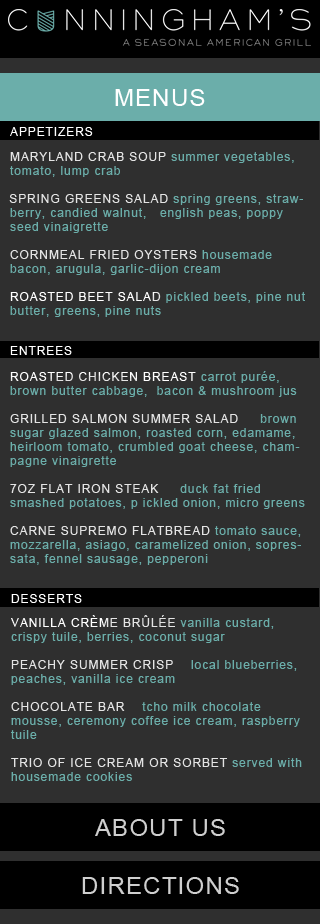 CUNNINGHAM'S
A SEASONAL AMERICAN GRILL
MENUS
APPETIZERS
MARYLAND CRAB SOUP summer vegetables,
tomato, lump crab
SPRING GREENS SALAD spring greens, straw-
berry, candied walnut, english peas, poppy
seed vinaigrette
CORNMEAL FRIED OYSTERS housemade
bacon, arugula, garlic-dijon cream
ROASTED BEET SALAD pickled beets, pine nut
butter, greens, pine nuts
ENTREES
ROASTED CHICKEN BREAST carrot purée,
brown butter cabbage, bacon & mushroom jus
GRILLED SALMON SUMMER SALAD brown
sugar glazed salmon, roasted corn, edamame,
heirloom tomato, crumbled goat cheese, cham-
pagne vinaigrette
7OZ FLAT IRON STEAK duck fat fried
smashed potatoes, p ickled onion, micro greens
CARNE SUPREMO FLATBREAD tomato sauce,
mozzarella, asiago, caramelized onion, sopres-
sata, fennel sausage, pepperoni
DESSERTS
VANILLA CRÈME BRÛLÉE vanilla custard,
crispy tuile, berries, coconut sugar
PEACHY SUMMER CRISP local blueberries,
peaches, vanilla ice cream
CHOCOLATE BAR tcho milk chocolate
mousse, ceremony coffee ice cream, raspberry
tuile
TRIO OF ICE CREAM OR SORBET served with
housemade cookies
ABOUT US
DIRECTIONS